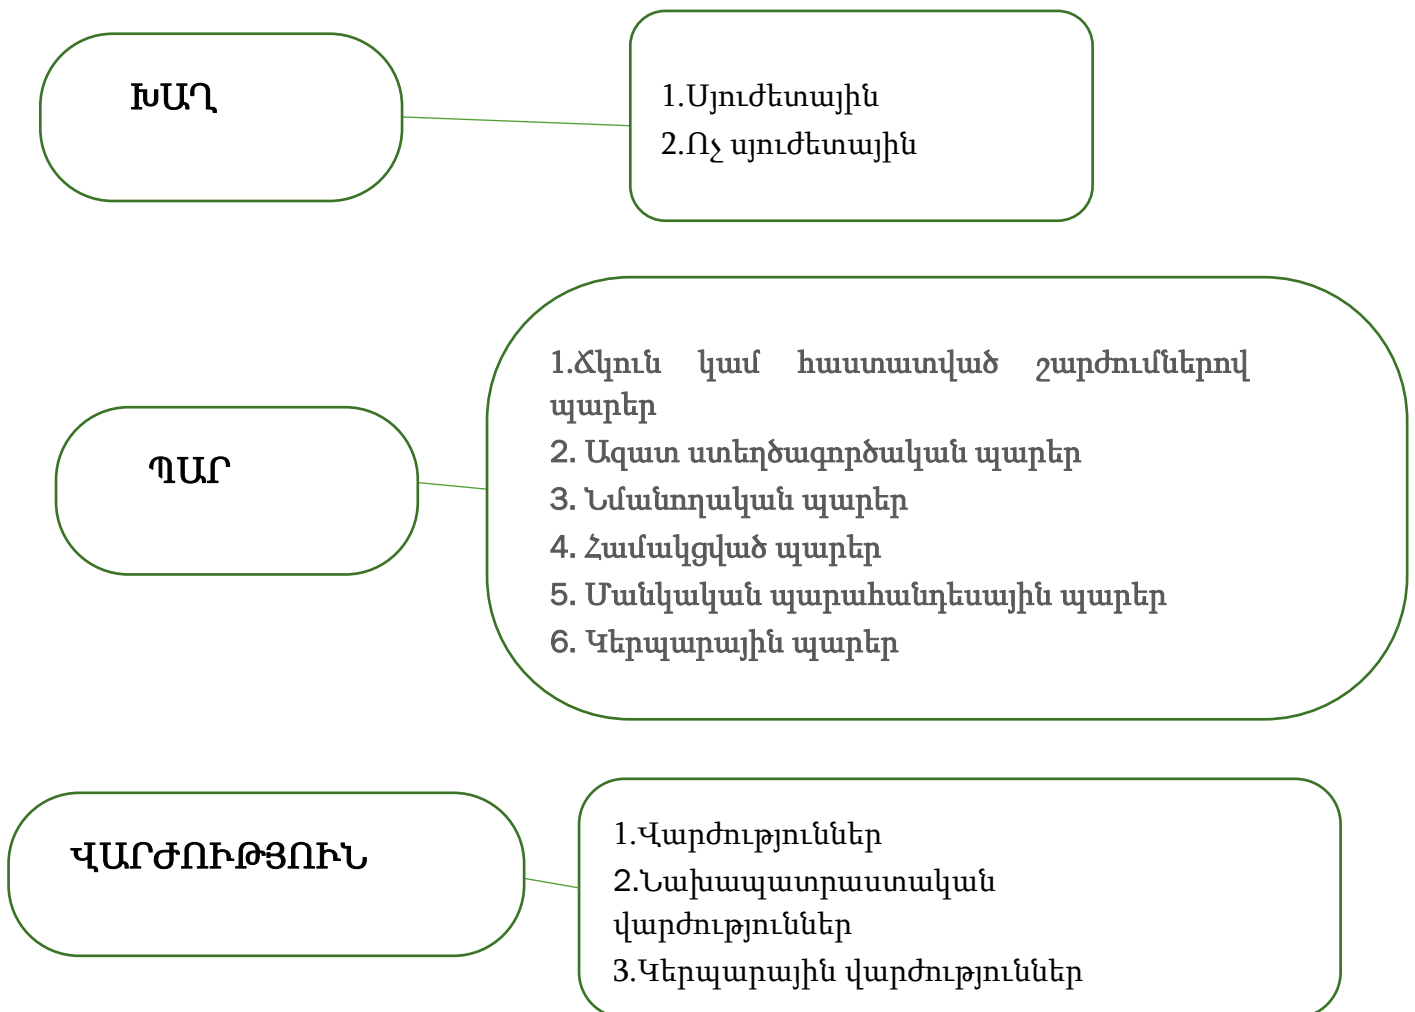 ԽԱՂ
1.Սյուժետային
2.Ոչ սյուժետային
ՊԱՐ
1.Ճկուն կամ հաստատված շարժումներով
պարեր
2. Ազատ ստեղծագործական պարեր
3. Նմանողական պարեր
4. Համակցված պարեր
5. Մանկական պարահանդեսային պարեր
6. Կերպարային պարեր
ՎԱՐԺՈՒԹՅՈՒՆ
1.Վարժություններ
2.Նախապատրաստական
վարժություններ
3.Կերպարային վարժություններ